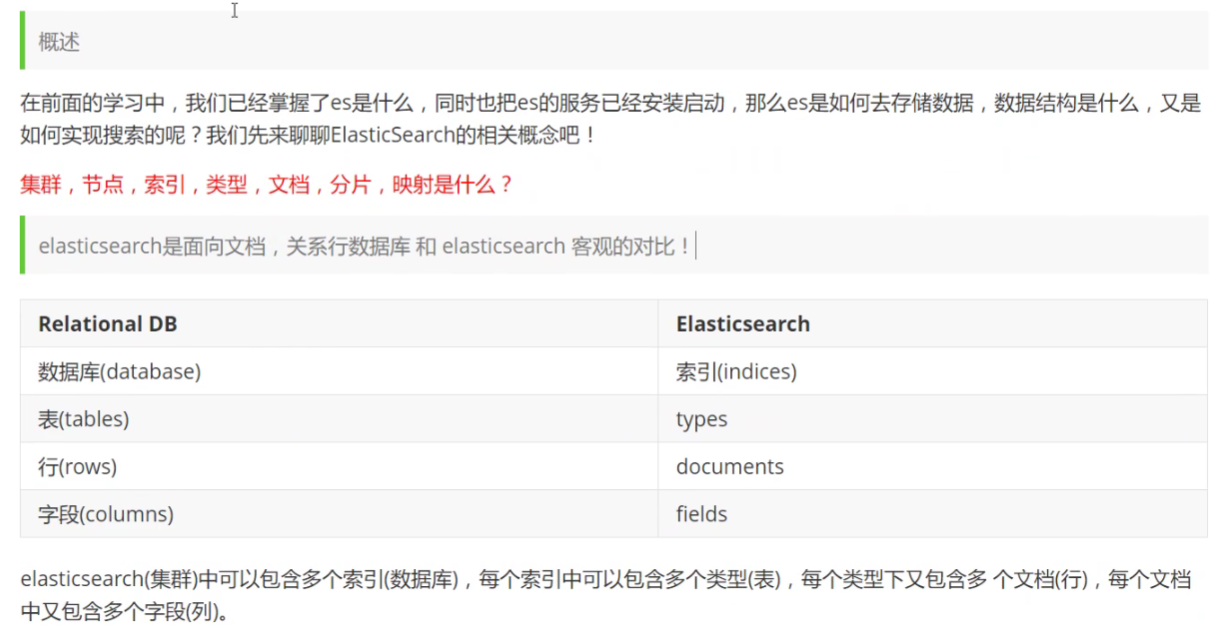 概述
在前面的学习中，我们已经掌握了es是什么，同时也把es的服务已经安装启动，那么es是如何去存储数据，数据结构是什么，又是
如何实现搜索的呢？我们先来聊聊ElasticSearch的相关概念吧！
集群，节点，索引，类型，文档，分片，映射是什么？
elasticsearch是面向文档，关系行数据库 和 elasticsearch 客观的对比！
Relational DB Elasticsearch
数据库(database) 索引(indices)
表(tables) types
行(rows) documents
字段(columns) fields
elasticsearch(集群)中可以包含多个索引(数据库)，每个索引中可以包含多个类型(表)，每个类型下又包含多 个文档(行)，每个文档
中又包含多个字段(列)。